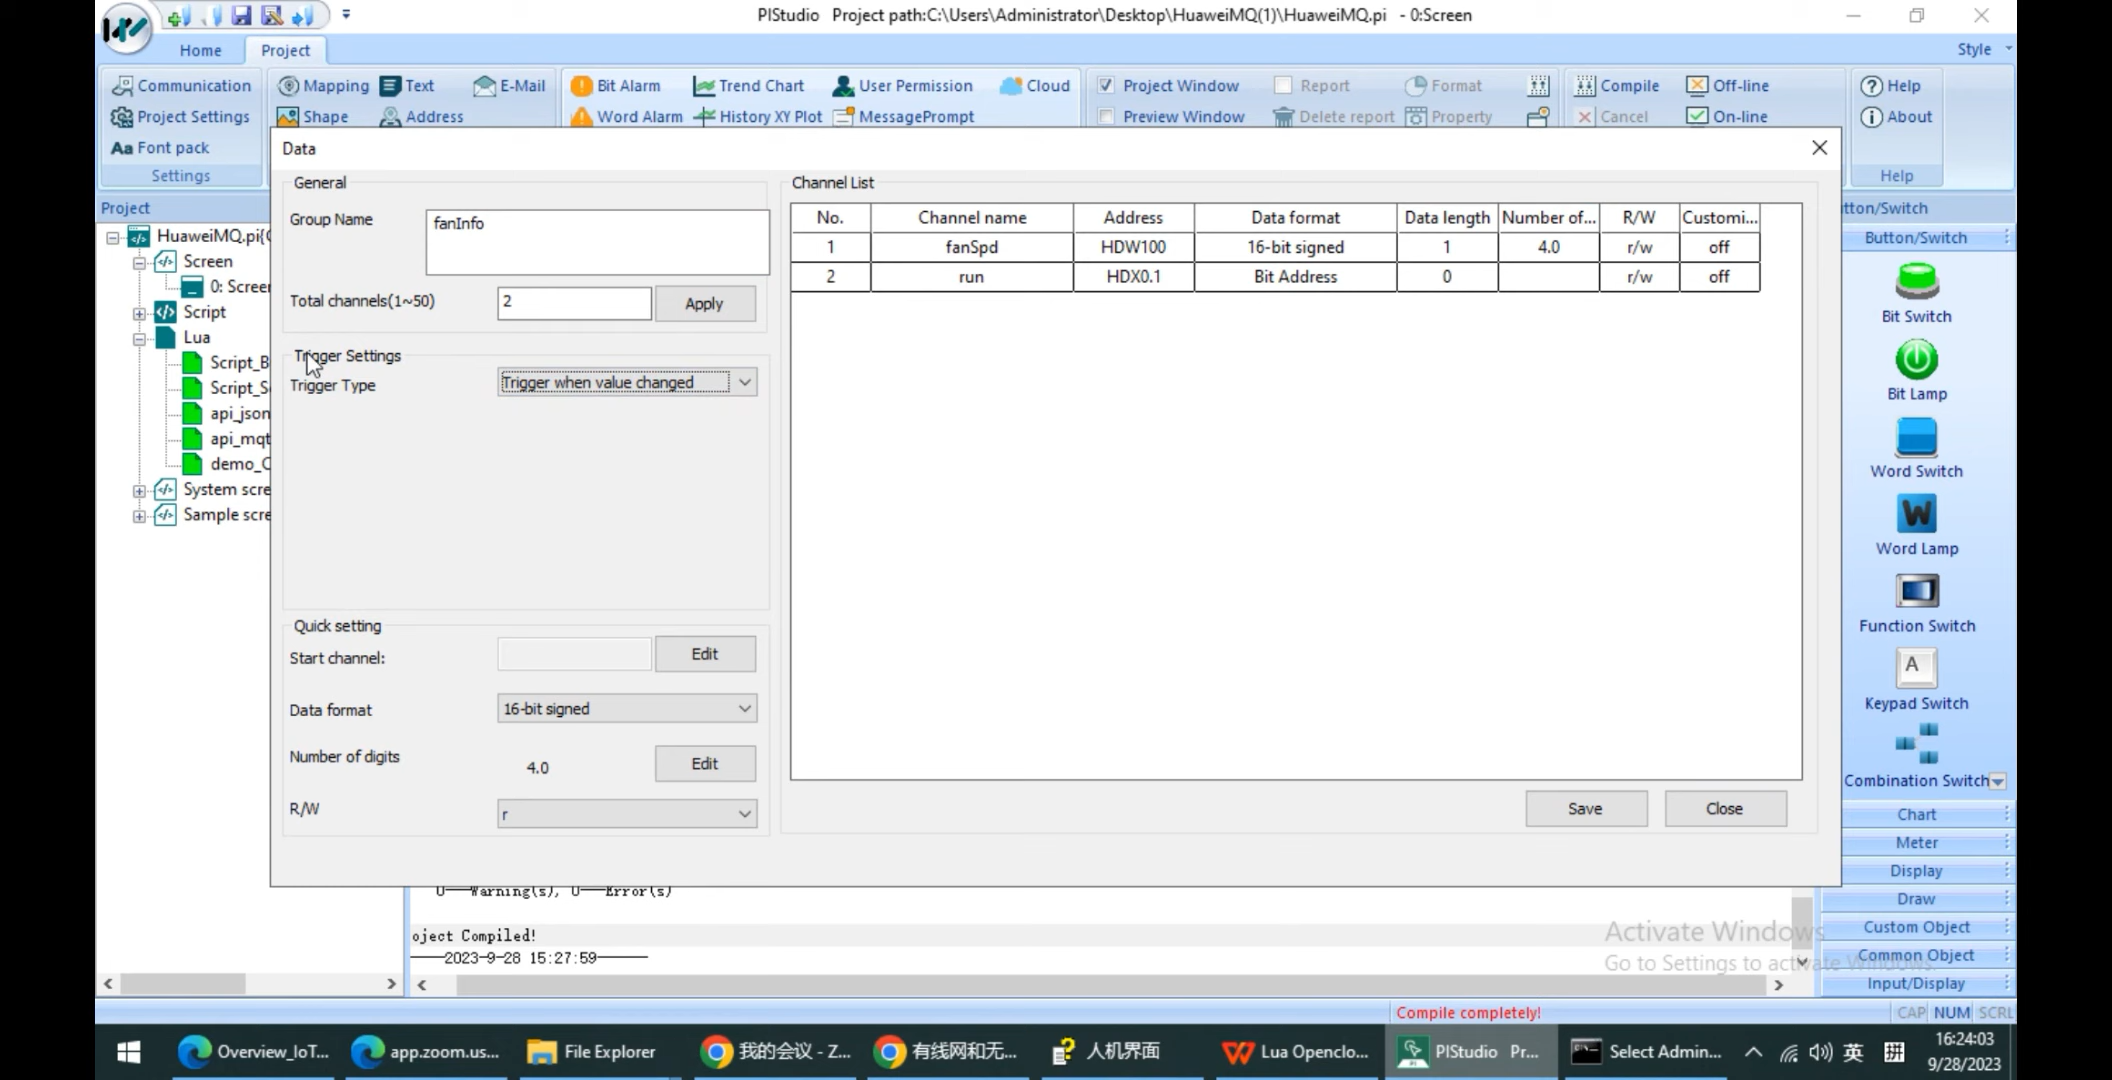 PIStudio Project path:C:\Users\Administrator\Desktop\HuaweiMQ(1)\HuaweiMQ.pi - 0:Screen
Home Project Style
Communication Mapping Text E-Mail Bit Alarm Trend Chart User Permission Cloud Project Window Report Format Compile Off-line Help
Project Settings Shape Address Word Alarm History XY Plot MessagePrompt Preview Window Delete report Property Cancel On-line About
Aa Font pack
Settings Help
Data
Project
HuaweiMQ.pi{
Screen
0: Screen
Script
Lua
Script_B
Script_S
api_json
api_mqt
demo_C
System scre
Sample scre
General
Group Name fanInfo
Total channels(1~50) 2 Apply
Trigger Settings
Trigger Type Trigger when value changed
Quick setting
Start channel: Edit
Data format 16-bit signed
Number of digits 4.0 Edit
R/W r
Channel List
No. Channel name Address Data format Data length Number of... R/W Customi...
1 fanSpd HDW100 16-bit signed 1 4.0 r/w off
2 run HDX0.1 Bit Address 0 r/w off
Save Close
tton/Switch
Button/Switch
Bit Switch
Bit Lamp
Word Switch
W
Word Lamp
Function Switch
A
Keypad Switch
Combination Switch
Chart
Meter
Display
Draw
Custom Object
Common Object
Input/Display
0——Warning(s), 0——Error(s)
oject Compiled!
——2023-9-28 15:27:59——
Activate Windows
Go to Settings to activate Windows.
Compile completely! CAP NUM SCRL
Overview_IoT... app.zoom.us... File Explorer 我的会议 - Z... 有线网和无... 人机界面 Lua Openclo... PIStudio Pr... Select Admin... 英 拼 16:24:03
9/28/2023